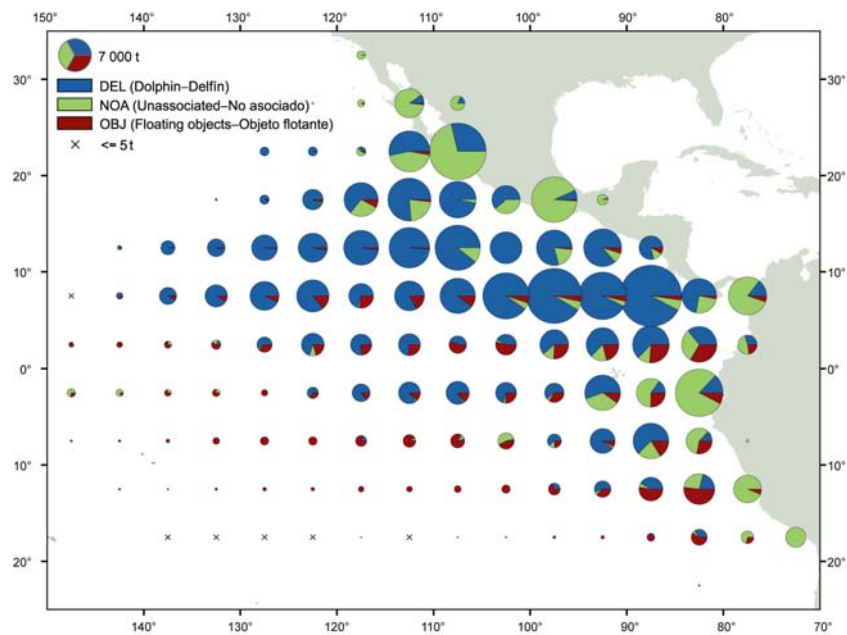 150° 140° 130° 120° 110° 100° 90° 80°
7 000 t
DEL (Dolphin–Delfín)
NOA (Unassociated–No asociado)
OBJ (Floating objects–Objeto flotante)
× <= 5 t
30° 30°
20° 20°
10° 10°
0° 0°
10° 10°
20° 20°
140° 130° 120° 110° 100° 90° 80° 70°